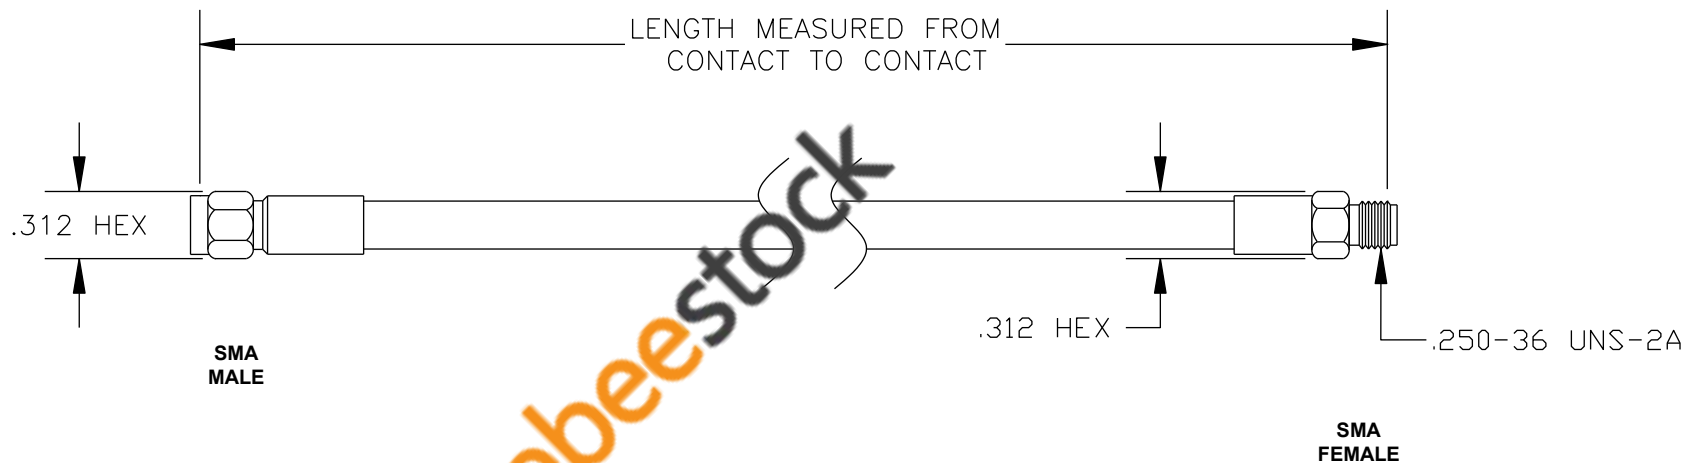 LENGTH MEASURED FROM
CONTACT TO CONTACT
.312 HEX
.312 HEX
.250-36 UNS-2A
SMA
MALE
SMA
FEMALE
beestock